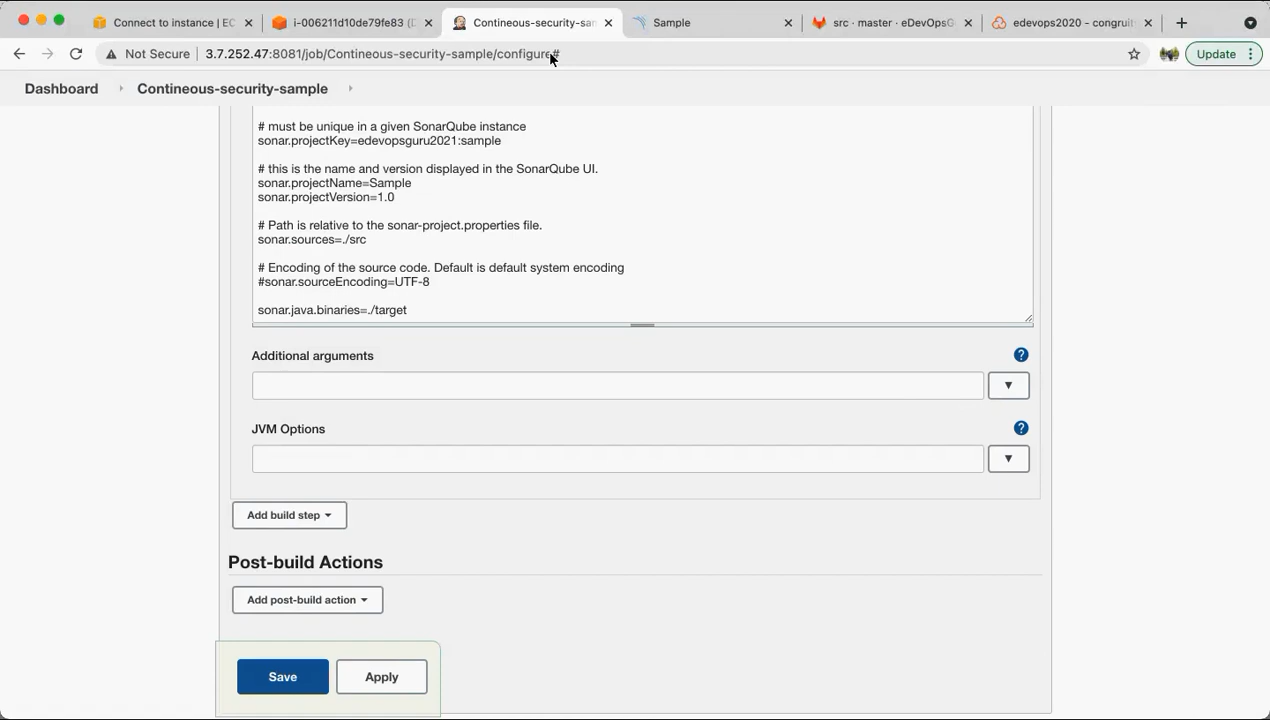 Connect to instance | EC
i-006211d10de79fe83 (D
Contineous-security-sam
Sample
src · master · eDevOpsG
edevops2020 - congruit
Not Secure
3.7.252.47:8081/job/Contineous-security-sample/configure#
Update
Dashboard
Contineous-security-sample
# must be unique in a given SonarQube instance
sonar.projectKey=edevopsguru2021:sample
# this is the name and version displayed in the SonarQube UI.
sonar.projectName=Sample
sonar.projectVersion=1.0
# Path is relative to the sonar-project.properties file.
sonar.sources=./src
# Encoding of the source code. Default is default system encoding
#sonar.sourceEncoding=UTF-8
sonar.java.binaries=./target
Additional arguments
?
JVM Options
?
Add build step
Post-build Actions
Add post-build action
Save
Apply